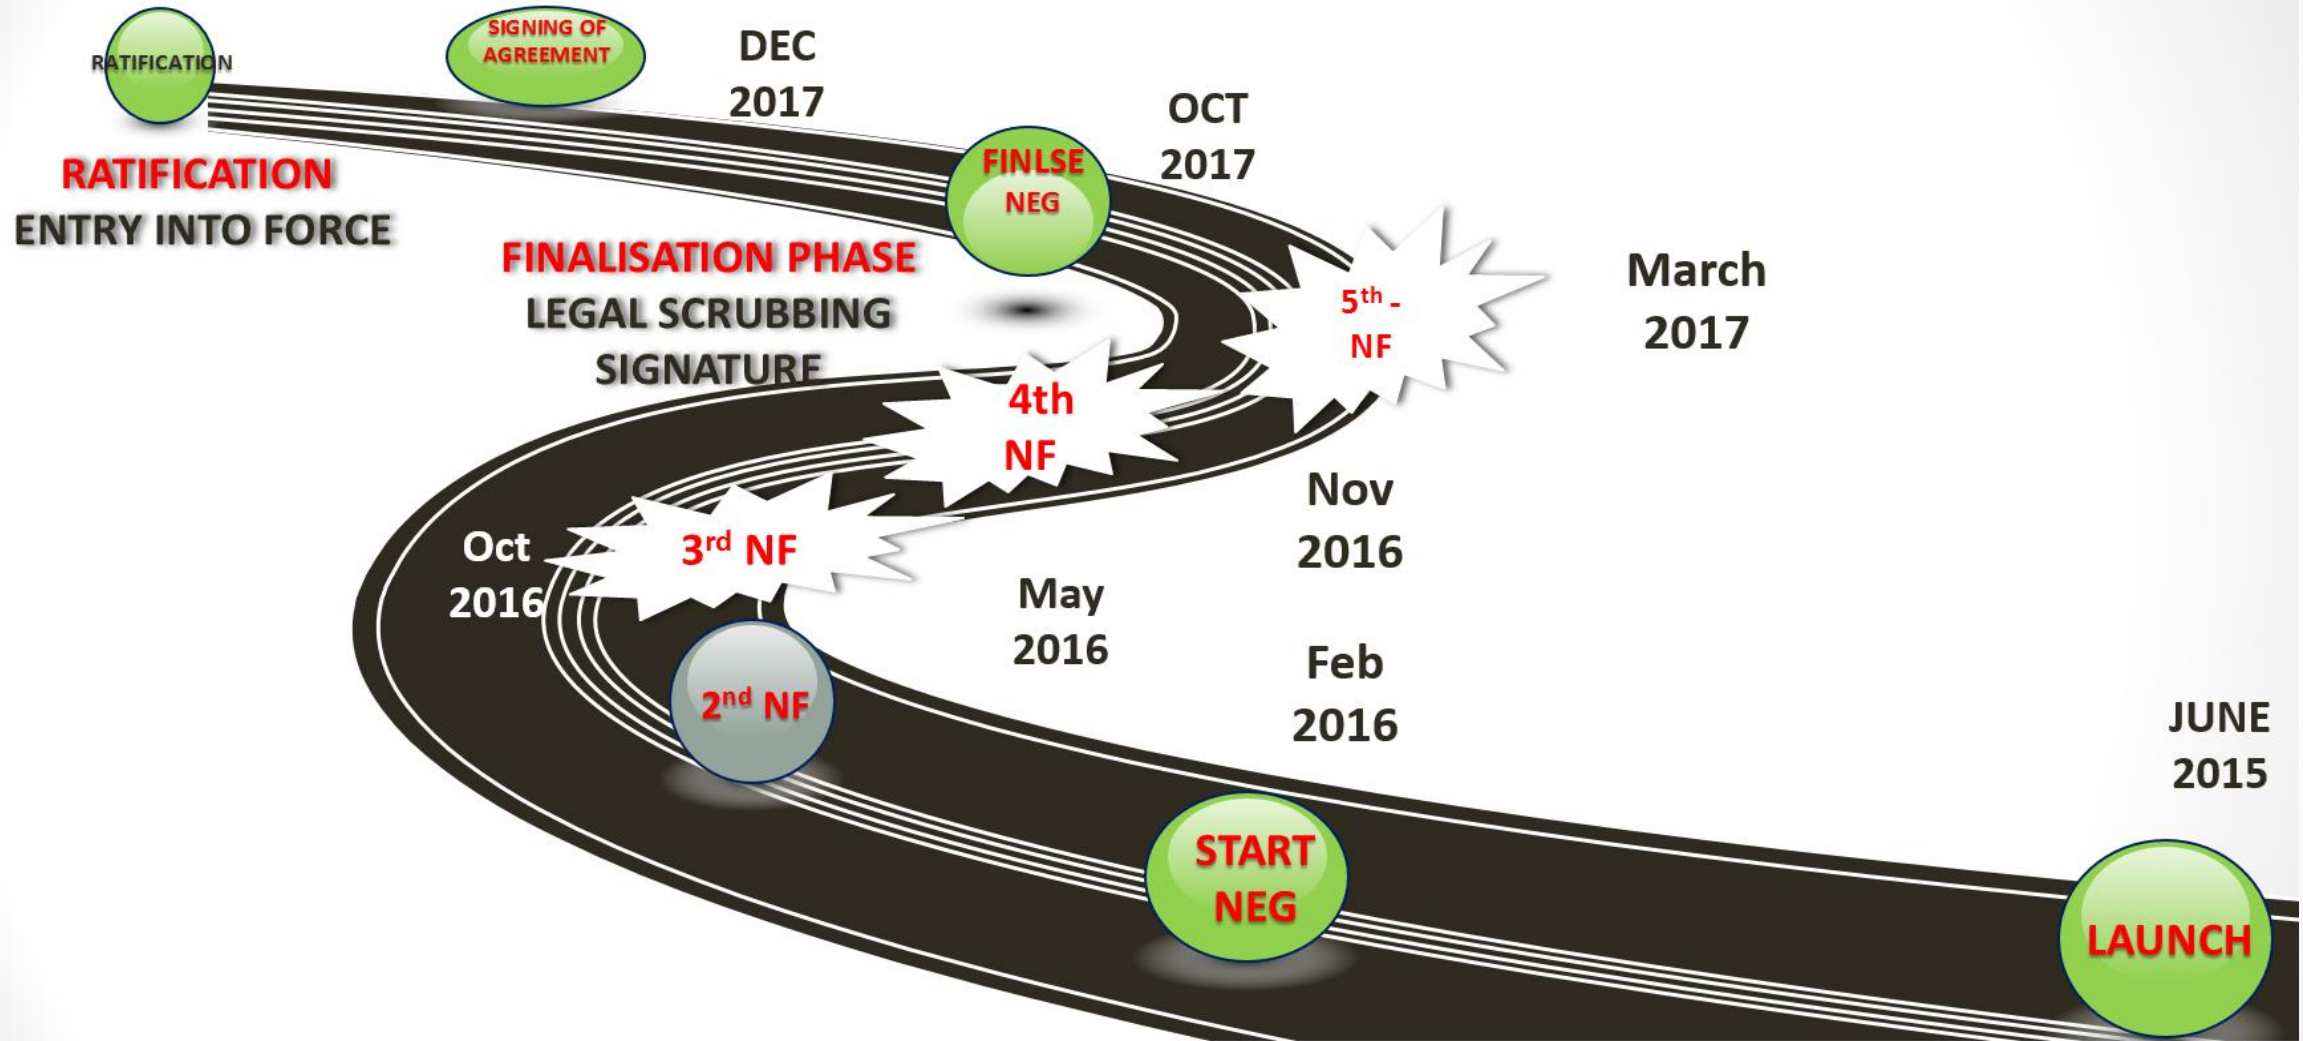 RATIFICATION
SIGNING OF
AGREEMENT
DEC
2017
OCT
2017
FINLSE
NEG
RATIFICATION
ENTRY INTO FORCE
FINALISATION PHASE
LEGAL SCRUBBING
SIGNATURE
5th -
NF
March
2017
4th
NF
Nov
2016
3rd NF
Oct
2016
May
2016
2nd NF
Feb
2016
START
NEG
JUNE
2015
LAUNCH